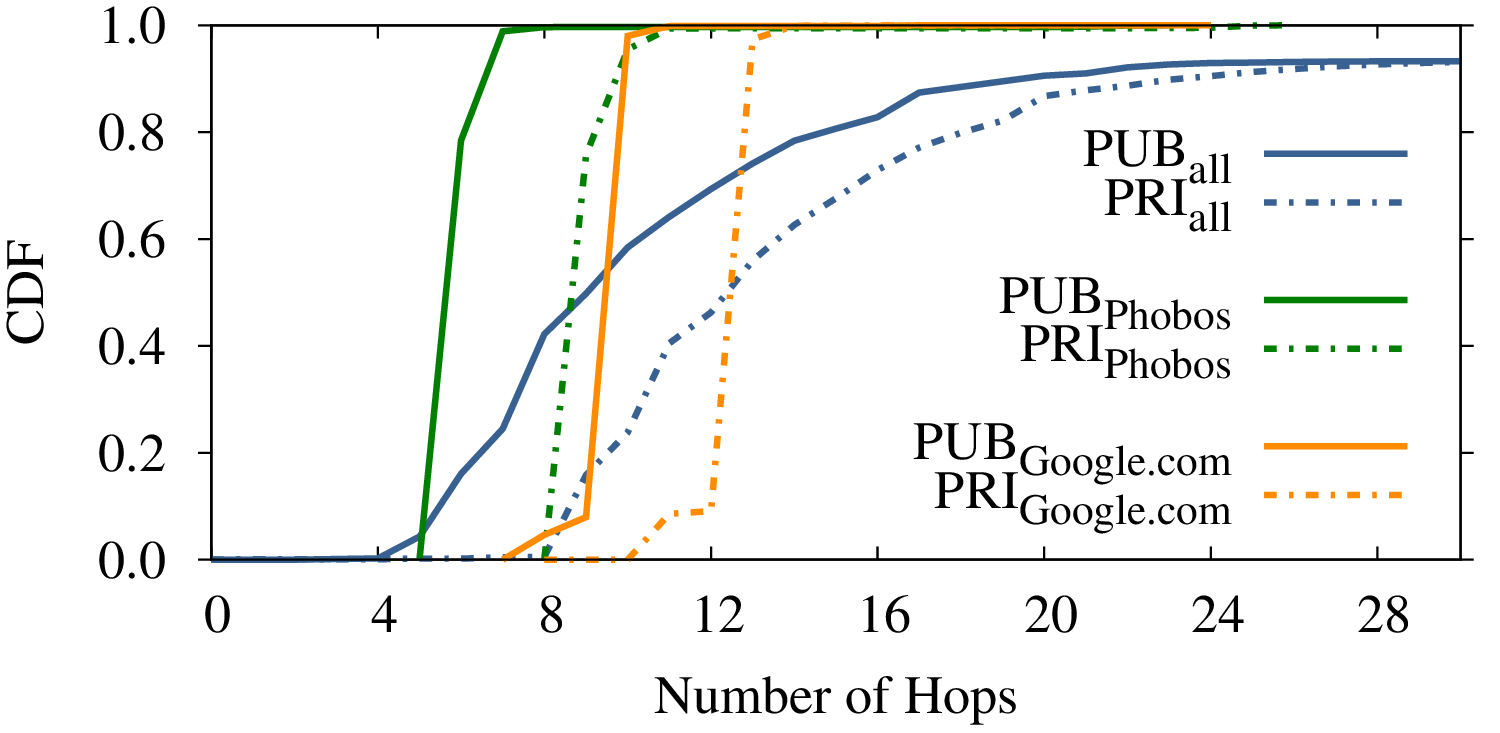 1.0
0.8
0.6
0.4
0.2
0.0
CDF
0 4 8 12 16 20 24 28
Number of Hops
PUBall
PRIall
PUBPhobos
PRIPhobos
PUBGoogle.com
PRIGoogle.com